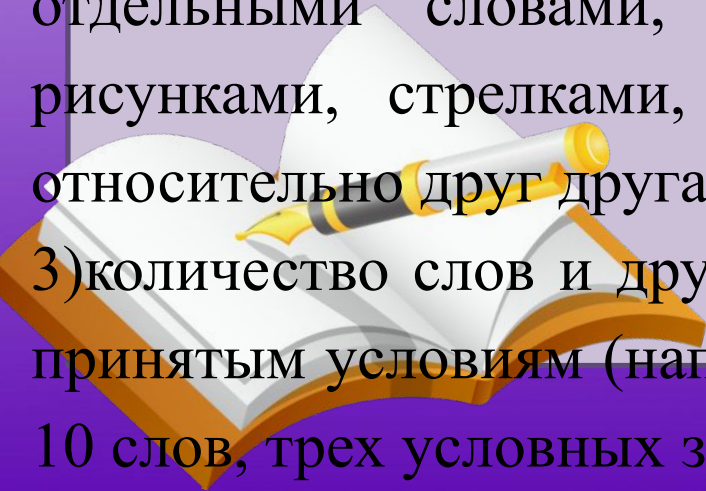 отдельными словами,
рисунками, стрелками,
относительно друг друга
3)количество слов и дру
принятым условиям (нап
10 слов, трех условных з